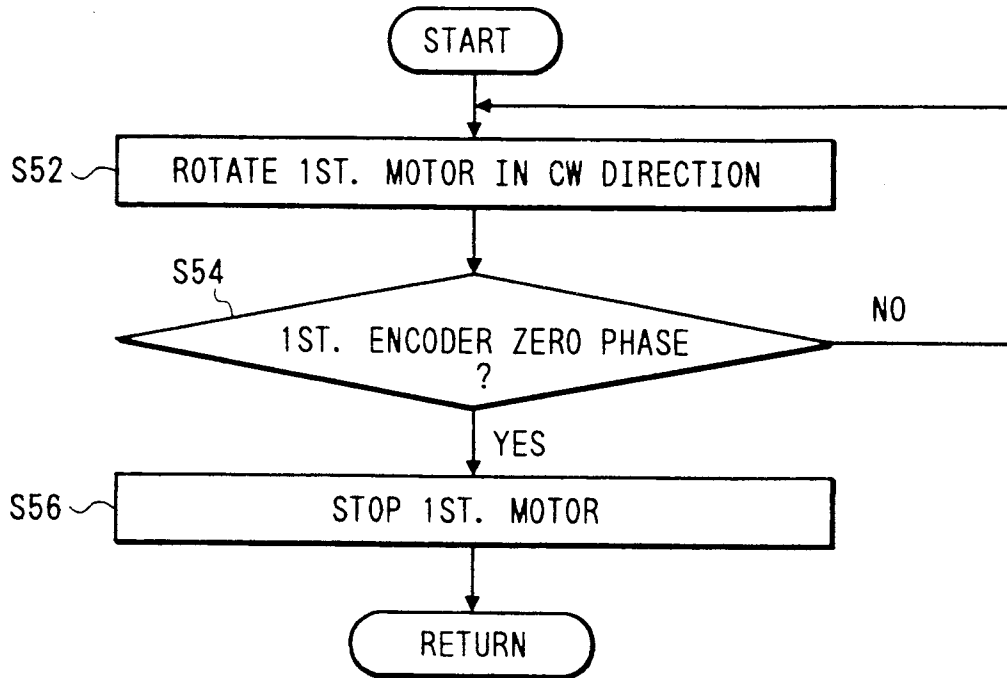 START
S52 ROTATE 1ST. MOTOR IN CW DIRECTION
S54
NO
1ST. ENCODER ZERO PHASE
?
YES
S56 STOP 1ST. MOTOR
RETURN